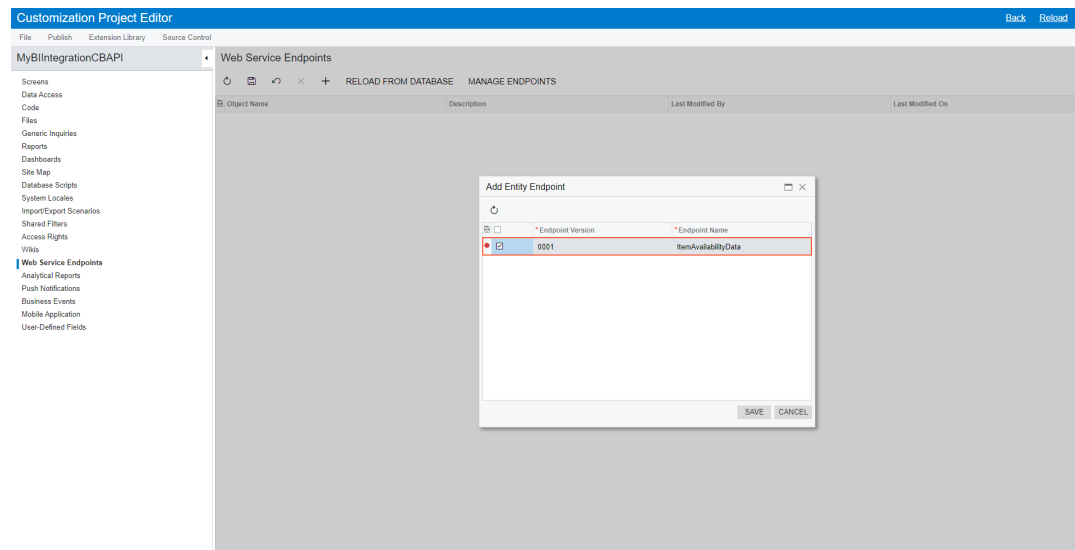 Customization Project Editor Back Reload
File Publish Extension Library Source Control
MyBIIntegrationCBAPI Web Service Endpoints
RELOAD FROM DATABASE MANAGE ENDPOINTS
Object Name Description Last Modified By Last Modified On
Screens
Data Access
Code
Files
Generic Inquiries
Reports
Dashboards
Site Map
Database Scripts
System Locales
Import/Export Scenarios
Shared Filters
Access Rights
Wikis
Web Service Endpoints
Analytical Reports
Push Notifications
Business Events
Mobile Application
User-Defined Fields
Add Entity Endpoint
* Endpoint Version * Endpoint Name
0001 ItemAvailabilityData
SAVE CANCEL